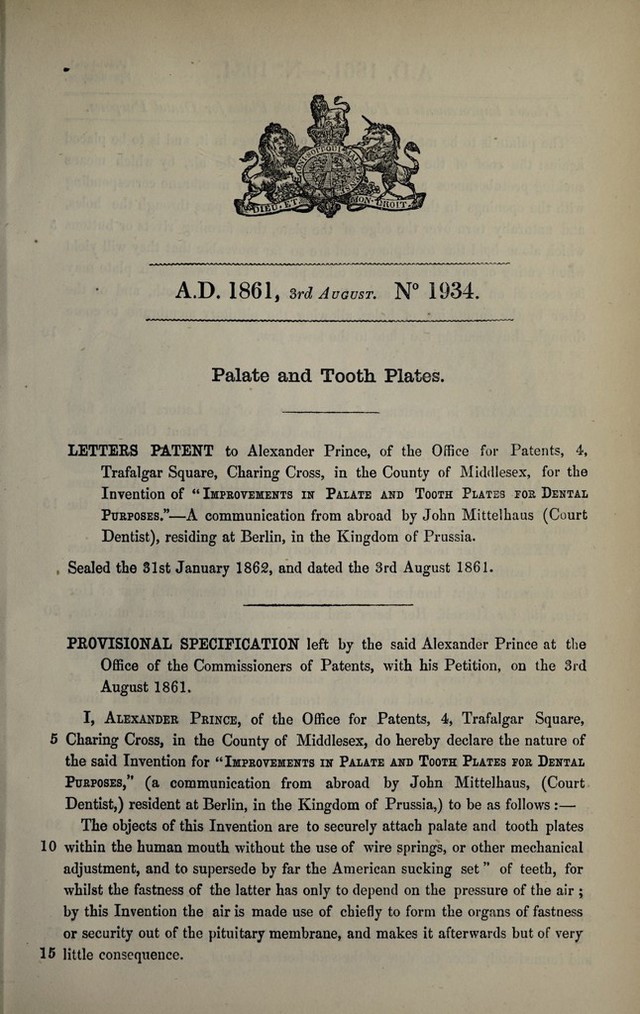 DIEU ET MON DROIT.
A.D. 1861, 3rd August. No 1934.
Palate and Tooth Plates.
LETTERS PATENT to Alexander Prince, of the Office for Patents, 4,
Trafalgar Square, Charing Cross, in the County of Middlesex, for the
Invention of “Improvements in Palate and Tooth Plates for Dental
Purposes.”—A communication from abroad by John Mittelhaus (Court
Dentist), residing at Berlin, in the Kingdom of Prussia.
Sealed the 31st January 1862, and dated the 3rd August 1861.
PROVISIONAL SPECIFICATION left by the said Alexander Prince at the
Office of the Commissioners of Patents, with his Petition, on the 3rd
August 1861.
I, Alexander Prince, of the Office for Patents, 4, Trafalgar Square,
5 Charing Cross, in the County of Middlesex, do hereby declare the nature of
the said Invention for “Improvements in Palate and Tooth Plates for Dental
Purposes,” (a communication from abroad by John Mittelhaus, (Court
Dentist,) resident at Berlin, in the Kingdom of Prussia,) to be as follows :—
The objects of this Invention are to securely attach palate and tooth plates
10 within the human mouth without the use of wire springs, or other mechanical
adjustment, and to supersede by far the American sucking set ” of teeth, for
whilst the fastness of the latter has only to depend on the pressure of the air ;
by this Invention the air is made use of chiefly to form the organs of fastness
or security out of the pituitary membrane, and makes it afterwards but of very
15 little consequence.